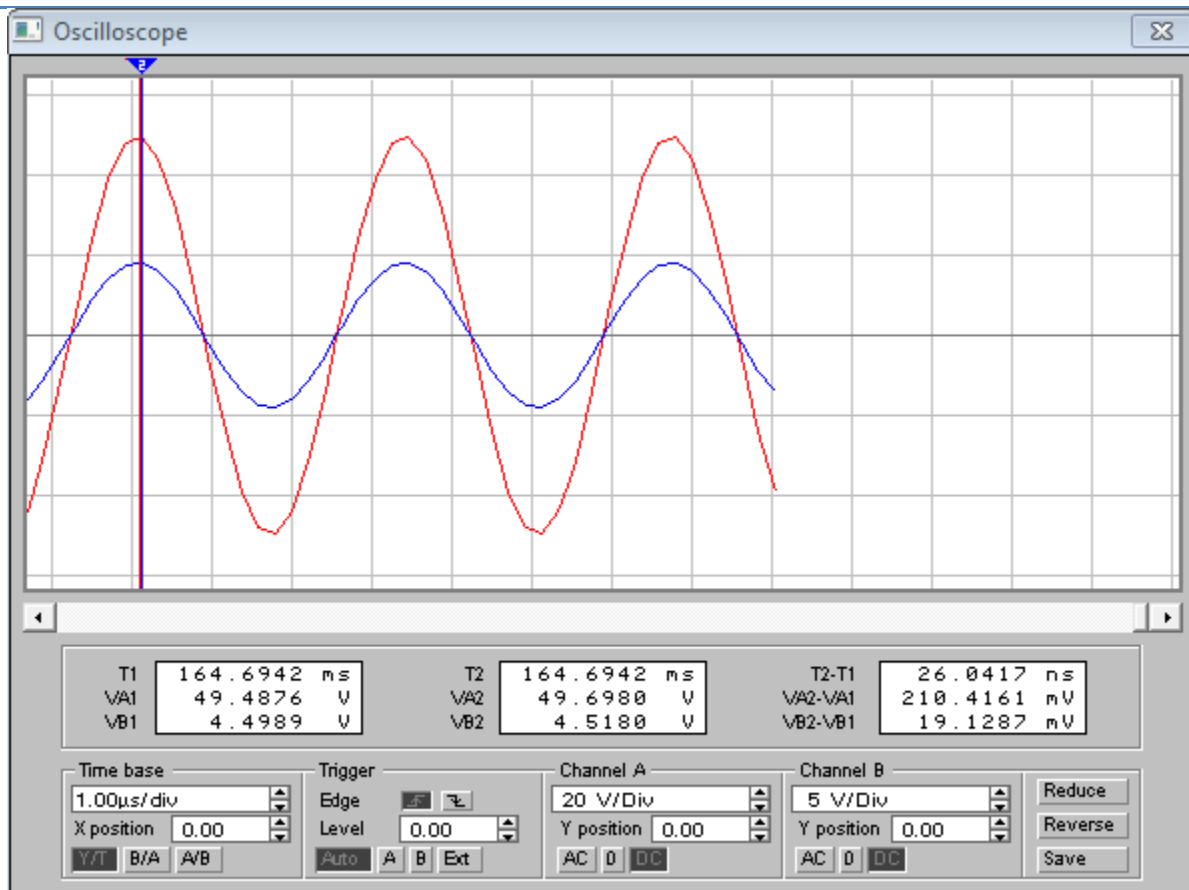 Oscilloscope
2
T1 164.6942 ms T2 164.6942 ms T2-T1 26.0417 ns
VA1 49.4876 V VA2 49.6980 V VA2-VA1 210.4161 mV
VB1 4.4989 V VB2 4.5180 V VB2-VB1 19.1287 mV
Time base Trigger Channel A Channel B
1.00µs/div Edge 20 V/Div 5 V/Div Reduce
X position 0.00 Level 0.00 Y position 0.00 Y position 0.00 Reverse
Y/T B/A A/B Auto A B Ext AC 0 DC AC 0 DC Save